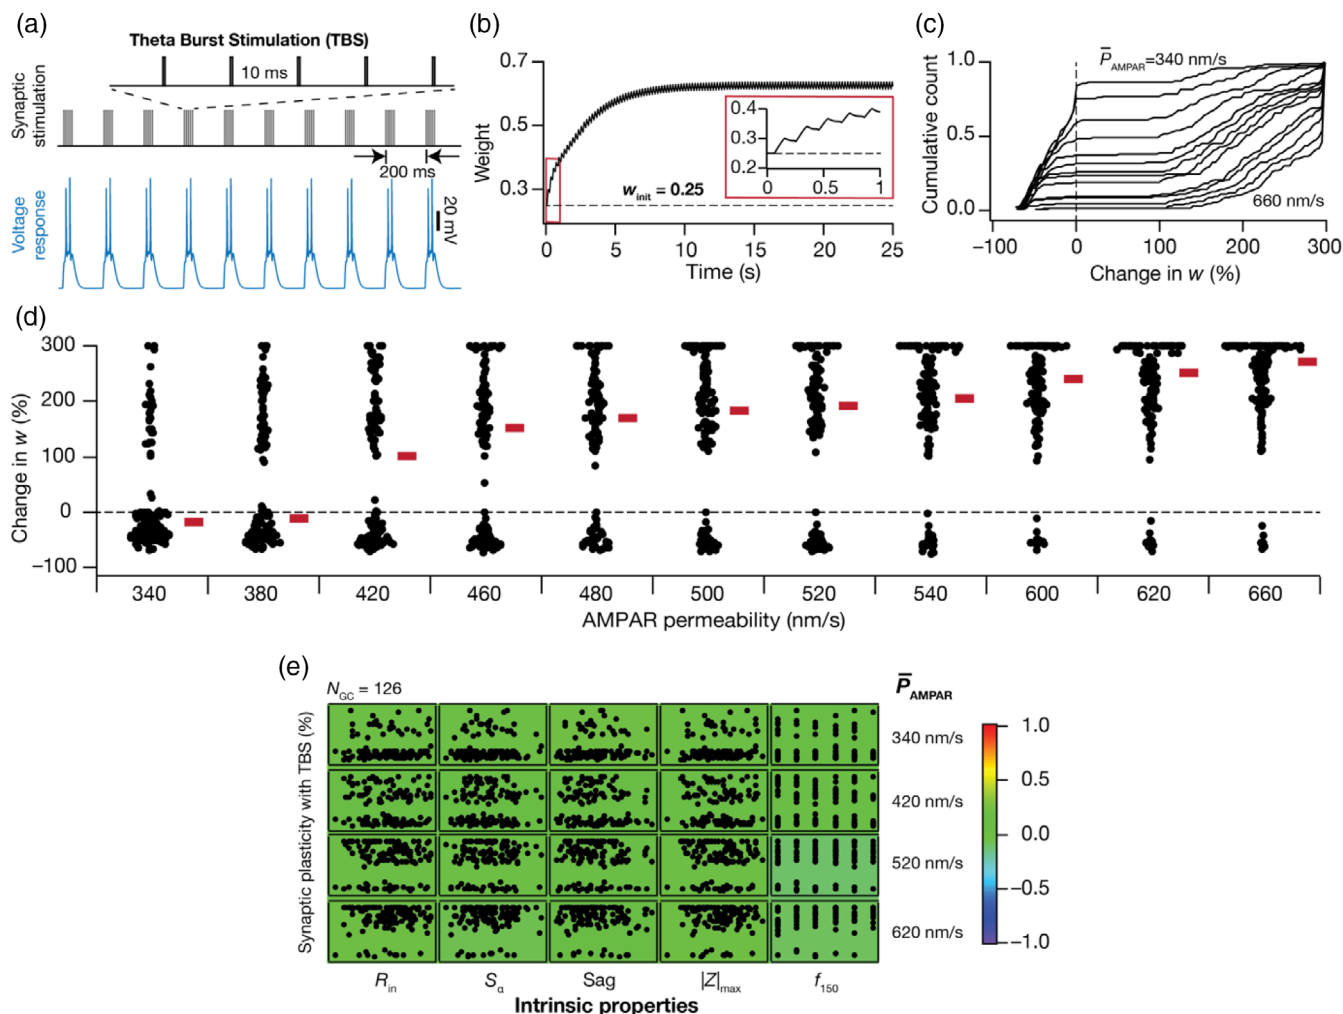 (a)
Theta Burst Stimulation (TBS)
10 ms
Synaptic
stimulation
200 ms
Voltage
response
20 mV
(b)
Weight
0.7
0.5
0.3
w_init = 0.25
0.4
0.3
0.2
0
0.5
1
0
5
10
15
20
25
Time (s)
(c)
Cumulative count
1.0
0.5
0.0
P̅_AMPAR=340 nm/s
660 nm/s
−100
0
100
200
300
Change in w (%)
(d)
Change in w (%)
300
200
100
0
−100
340
380
420
460
480
500
520
540
600
620
660
AMPAR permeability (nm/s)
(e)
N_GC = 126
Synaptic plasticity with TBS (%)
P̅_AMPAR
340 nm/s
420 nm/s
520 nm/s
620 nm/s
1.0
0.5
0.0
−0.5
−1.0
R_in
S_α
Sag
|Z|_max
f_150
Intrinsic properties